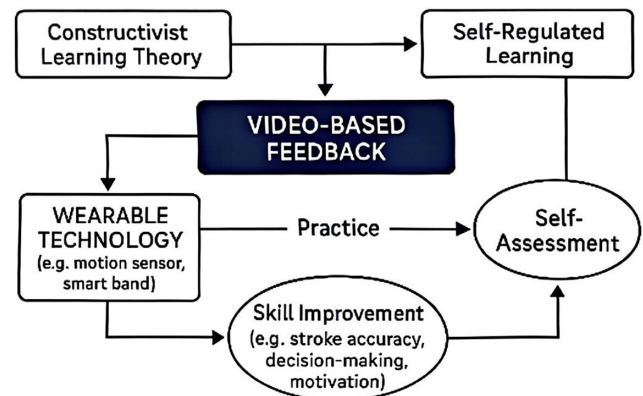 Constructivist
Learning Theory
Self-Regulated
Learning
VIDEO-BASED
FEEDBACK
WEARABLE
TECHNOLOGY
(e.g. motion sensor,
smart band)
Practice
Self-
Assessment
Skill Improvement
(e.g. stroke accuracy,
decision-making,
motivation)